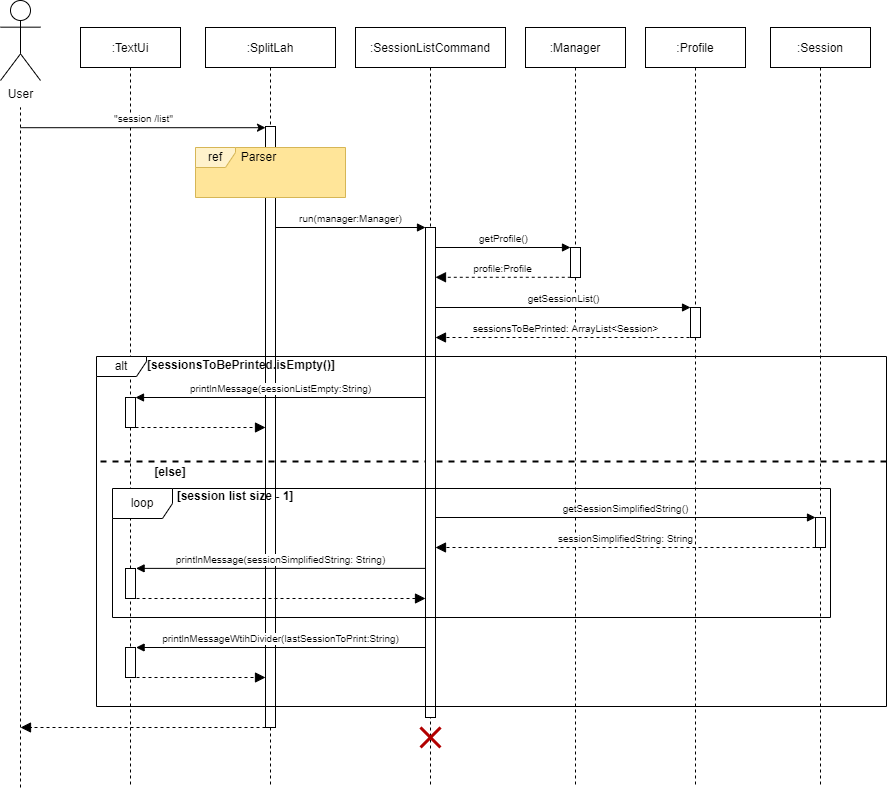 :TextUi
:SplitLah
:SessionListCommand
:Manager
:Profile
:Session
User
"session /list"
ref
Parser
run(manager:Manager)
getProfile()
profile:Profile
getSessionList()
sessionsToBePrinted: ArrayList<Session>
alt
[sessionsToBePrinted.isEmpty()]
printlnMessage(sessionListEmpty:String)
[else]
loop
[session list size - 1]
getSessionSimplifiedString()
sessionSimplifiedString: String
printlnMessage(sessionSimplifiedString: String)
printlnMessageWtihDivider(lastSessionToPrint:String)